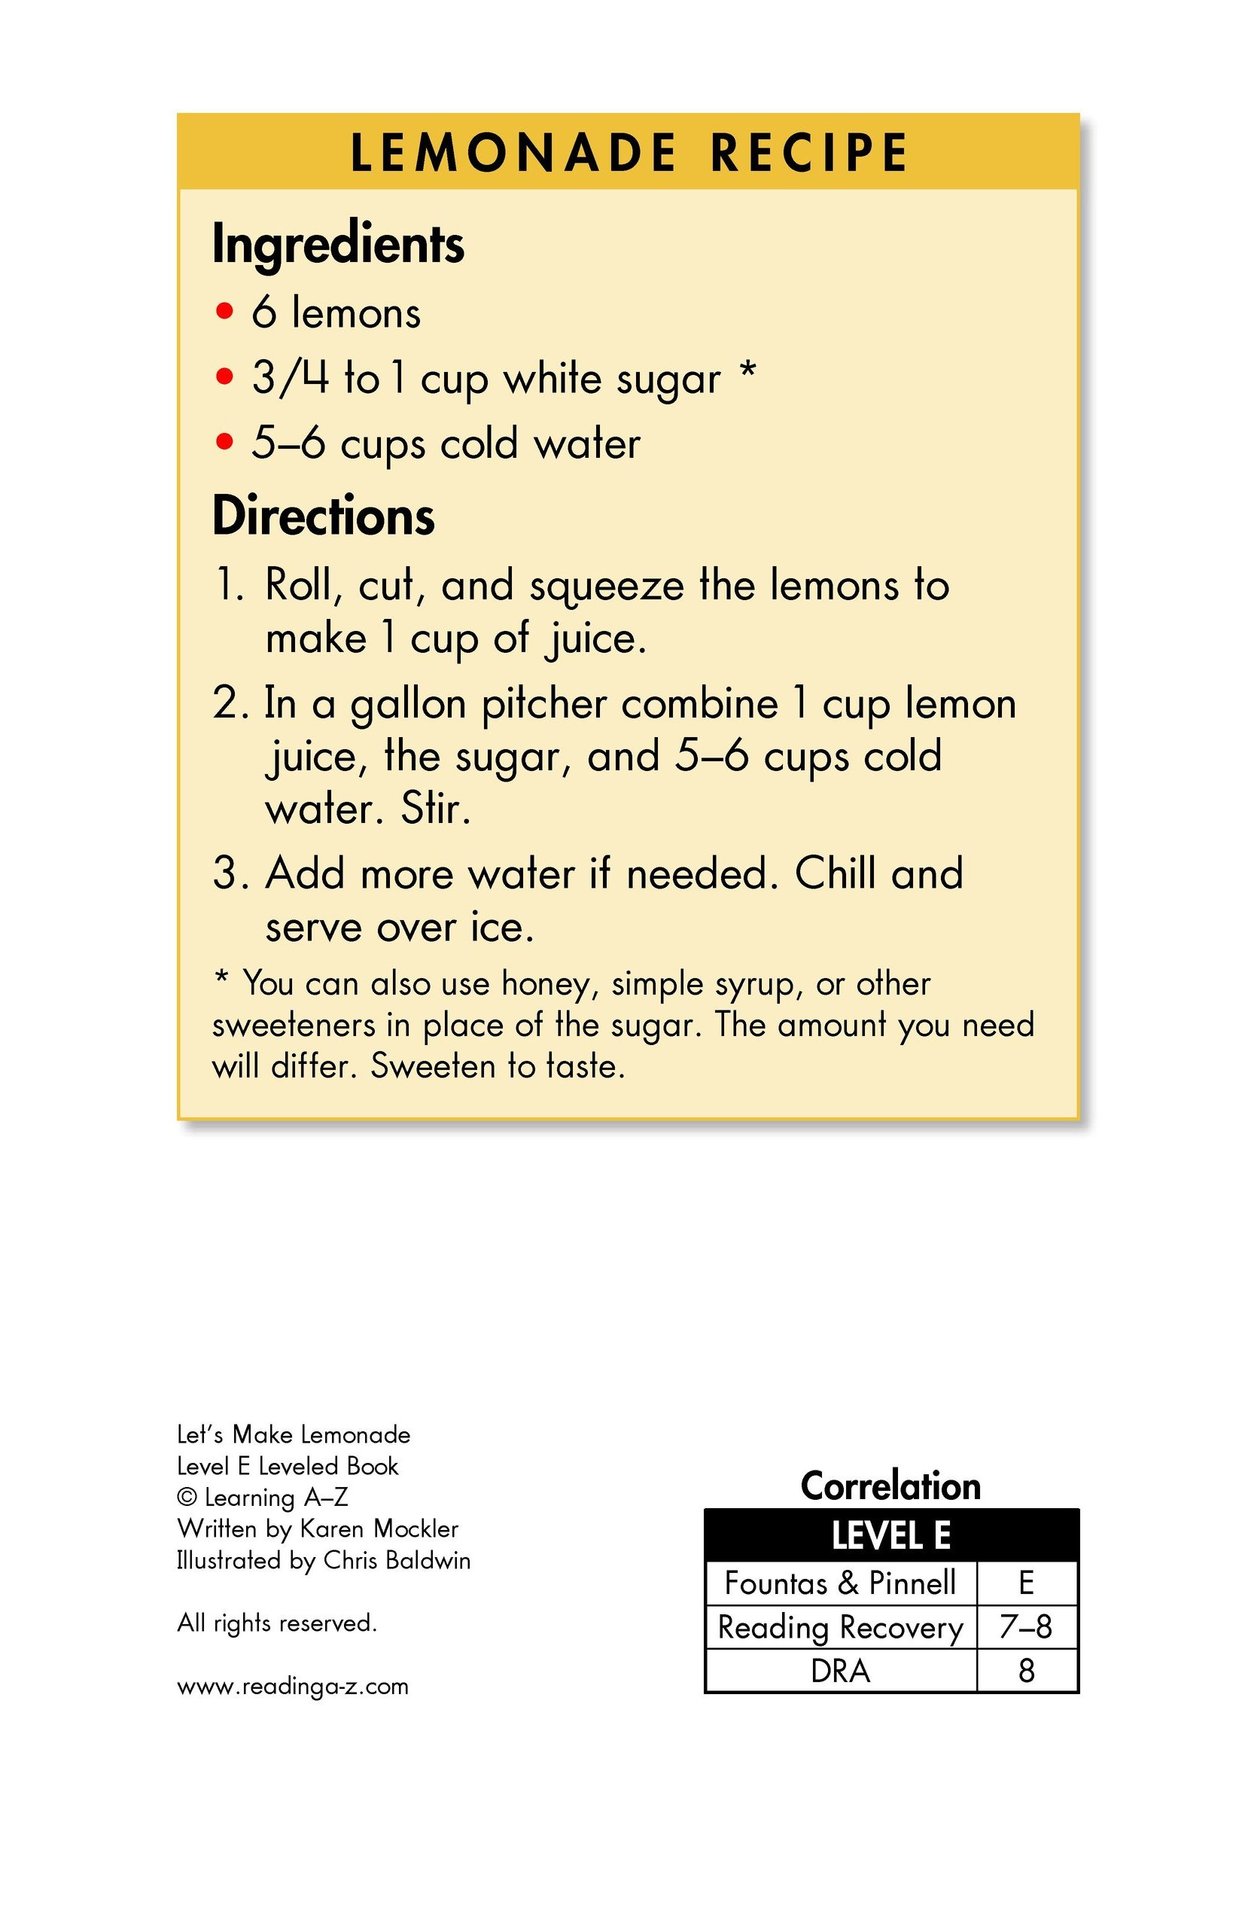 LEMONADE RECIPE
Ingredients
• 6 lemons
• 3/4 to 1 cup white sugar *
• 5–6 cups cold water
Directions
1. Roll, cut, and squeeze the lemons to
make 1 cup of juice.
2. In a gallon pitcher combine 1 cup lemon
juice, the sugar, and 5–6 cups cold
water. Stir.
3. Add more water if needed. Chill and
serve over ice.
* You can also use honey, simple syrup, or other
sweeteners in place of the sugar. The amount you need
will differ. Sweeten to taste.
Let's Make Lemonade
Level E Leveled Book
© Learning A–Z
Written by Karen Mockler
Illustrated by Chris Baldwin
All rights reserved.
www.readinga-z.com
Correlation
LEVEL E
Fountas & Pinnell E
Reading Recovery 7–8
DRA 8